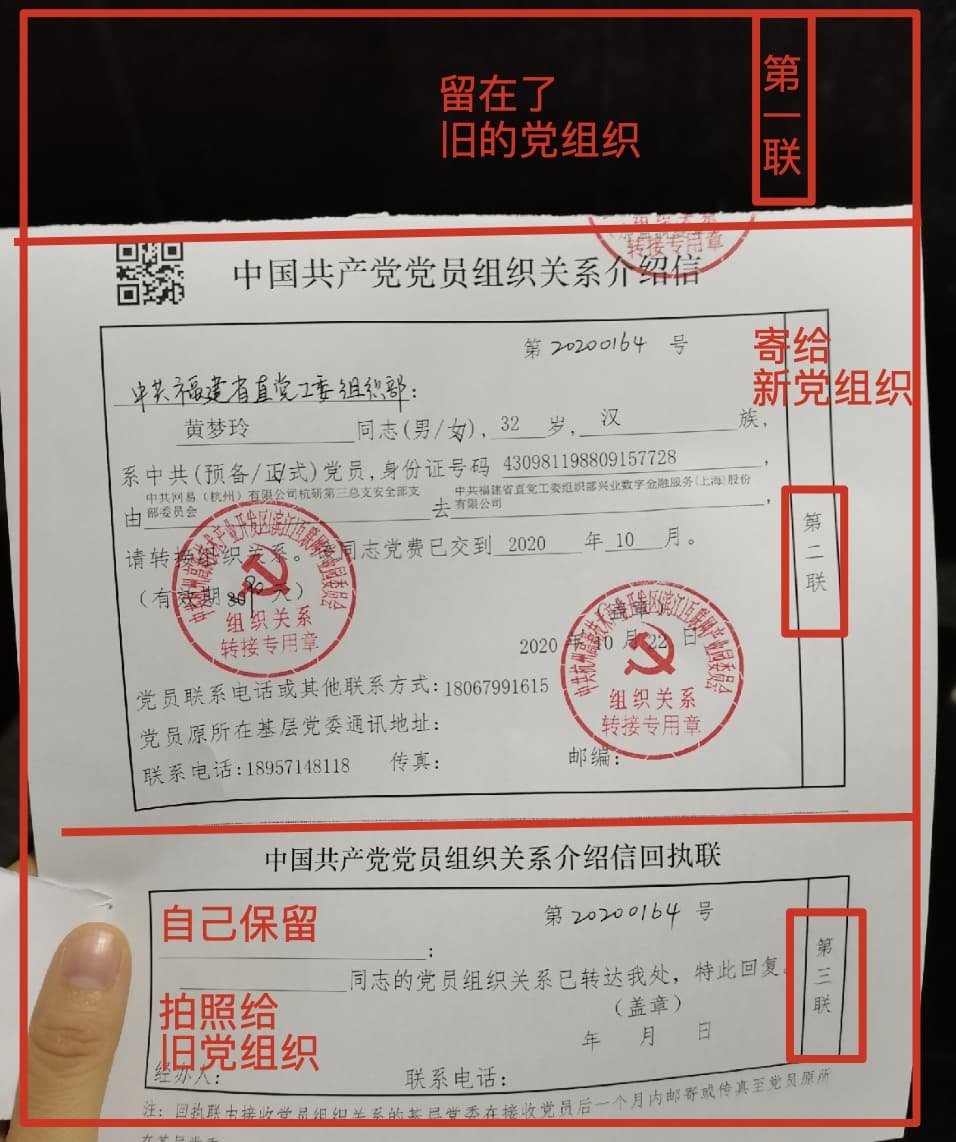 留在了
旧的党组织
第一联
转接专用章
中国共产党党员组织关系介绍信
第 20200164 号
寄给
新党组织
中共福建省直党工委组织部：
黄梦玲 同志(男/女)，32 岁，汉 族，
系中共(预备/正式)党员，身份证号码 430981198809157728，
由 中共网易（杭州）有限公司杭研第三总支安全部支部委员会 去 中共福建省直党工委组织部兴业数字金融服务(上海)股份有限公司，
请转接组织关系。该同志党费已交到 2020 年 10 月。
（有效期 90 天）
（盖章）
2020 年 10 月 22 日
组织关系
转接专用章
组织关系
转接专用章
第二联
党员联系电话或其他联系方式：18067991615
党员原所在基层党委通讯地址：
联系电话：18957148118 传真： 邮编：
中国共产党党员组织关系介绍信回执联
第 20200164 号
自己保留
：
同志的党员组织关系已转达我处，特此回复。
（盖章）
拍照给
旧党组织
年 月 日
经办人： 联系电话：
第三联
注：回执联由接收党员组织关系的基层党委在接收党员后一个月内邮寄或传真至党员原所
在基层党委